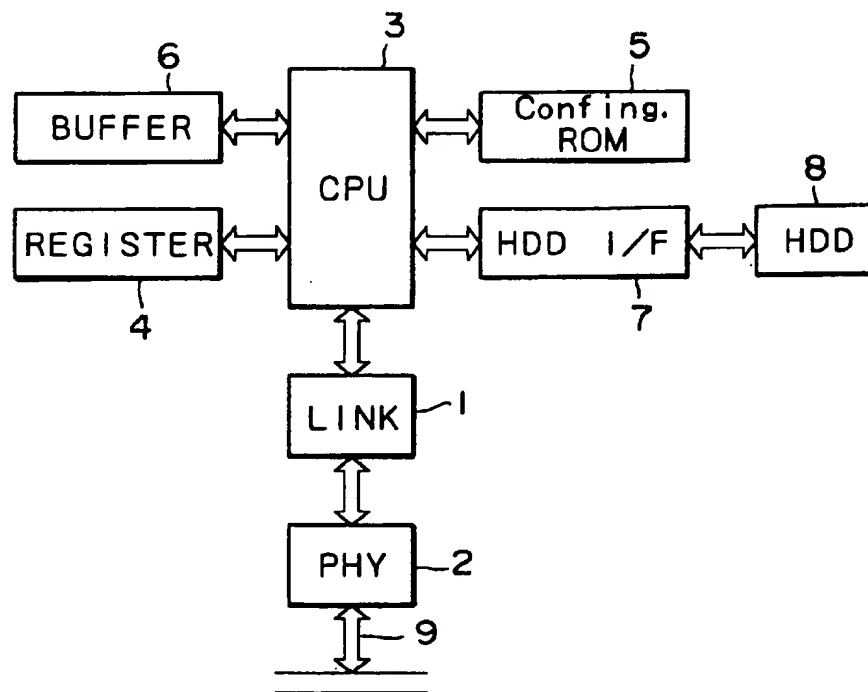 3
6
5
BUFFER
Confing.
ROM
CPU
8
REGISTER
HDD I/F
HDD
4
7
LINK
1
PHY
2
9